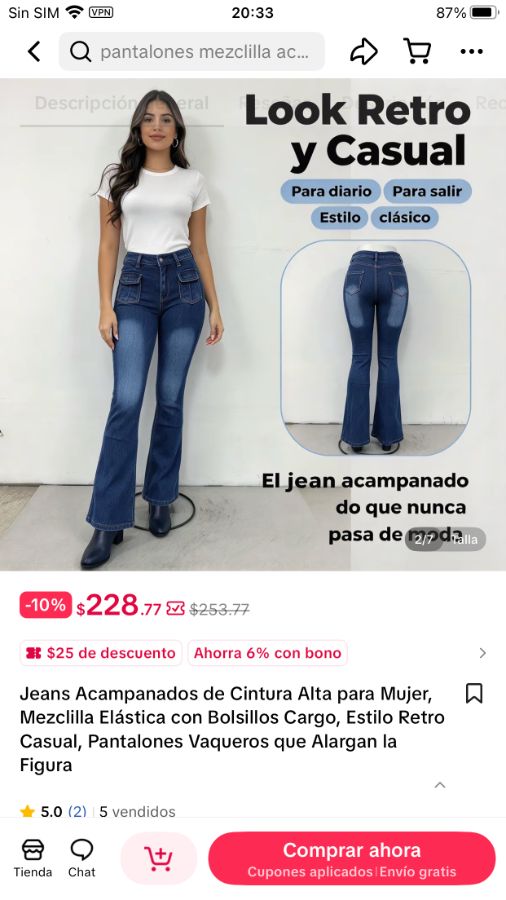 Sin SIM VPN 20:33 87%
pantalones mezclilla ac...
Descripción
Look Retro
y Casual
Para diario Para salir
Estilo clásico
El jean acampanado
do que nunca
pasa de moda
2/7 Talla
-10% $228.77 $253.77
$25 de descuento Ahorra 6% con bono
Jeans Acampanados de Cintura Alta para Mujer,
Mezclilla Elástica con Bolsillos Cargo, Estilo Retro
Casual, Pantalones Vaqueros que Alargan la
Figura
5.0 (2) 5 vendidos
Tienda Chat
Comprar ahora
Cupones aplicados Envío gratis